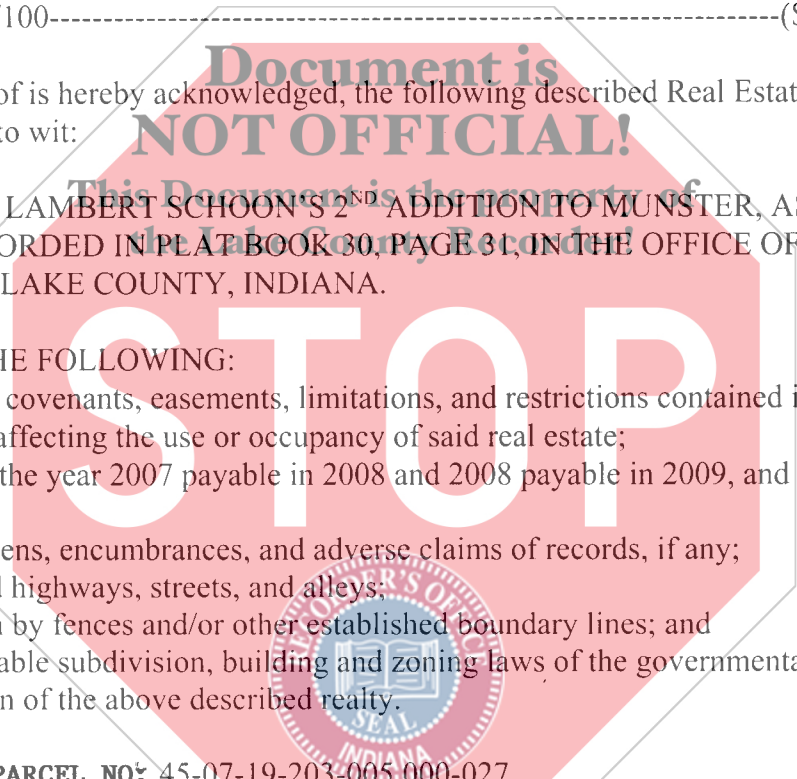 /100-----------------------------------------------------------------------(S
Document is
of is hereby acknowledged, the following described Real Estat
to wit:
NOT OFFICIAL!
This Document is the property of
LAMBERT SCHOON'S 2ND ADDITION TO MUNSTER, AS
the Lake County Recorder!
ORDED IN PLAT BOOK 30, PAGE 31, IN THE OFFICE OF
LAKE COUNTY, INDIANA.
STOP
HE FOLLOWING:
covenants, easements, limitations, and restrictions contained i
affecting the use or occupancy of said real estate;
the year 2007 payable in 2008 and 2008 payable in 2009, and
ens, encumbrances, and adverse claims of records, if any;
d highways, streets, and alleys;
n by fences and/or other established boundary lines; and
able subdivision, building and zoning laws of the governmenta
n of the above described realty.
RECORDER'S OFFICE
SEAL
INDIANA
PARCEL NO: 45-07-19-203-005.000-027